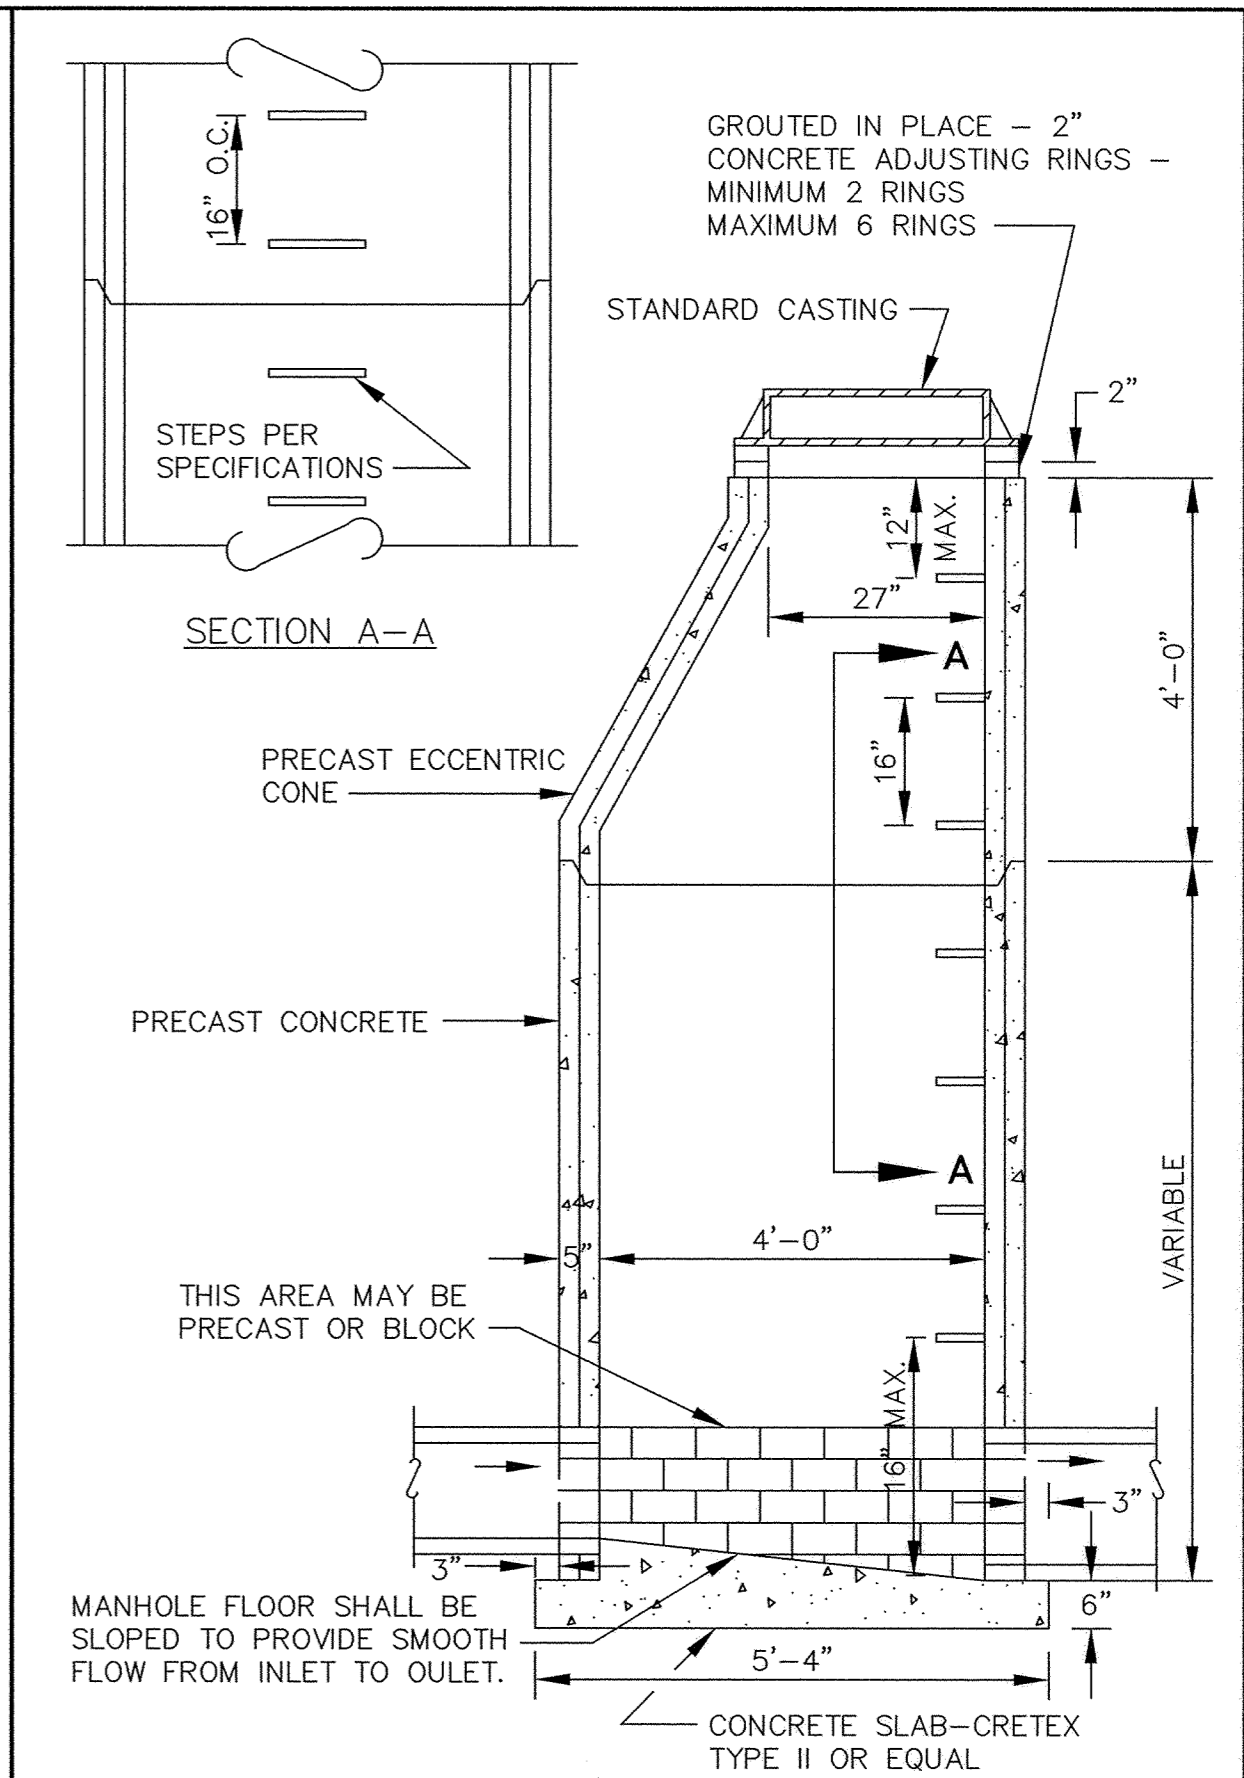 16" O.C.
STEPS PER
SPECIFICATIONS
SECTION A-A
GROUTED IN PLACE – 2"
CONCRETE ADJUSTING RINGS –
MINIMUM 2 RINGS
MAXIMUM 6 RINGS
STANDARD CASTING
2"
12"
MAX.
27"
A
4'-0"
16"
PRECAST ECCENTRIC
CONE
PRECAST CONCRETE
A
VARIABLE
5"
4'-0"
THIS AREA MAY BE
PRECAST OR BLOCK
16" MAX.
3"
3"
6"
MANHOLE FLOOR SHALL BE
SLOPED TO PROVIDE SMOOTH
FLOW FROM INLET TO OULET.
5'-4"
CONCRETE SLAB-CRETEX
TYPE II OR EQUAL